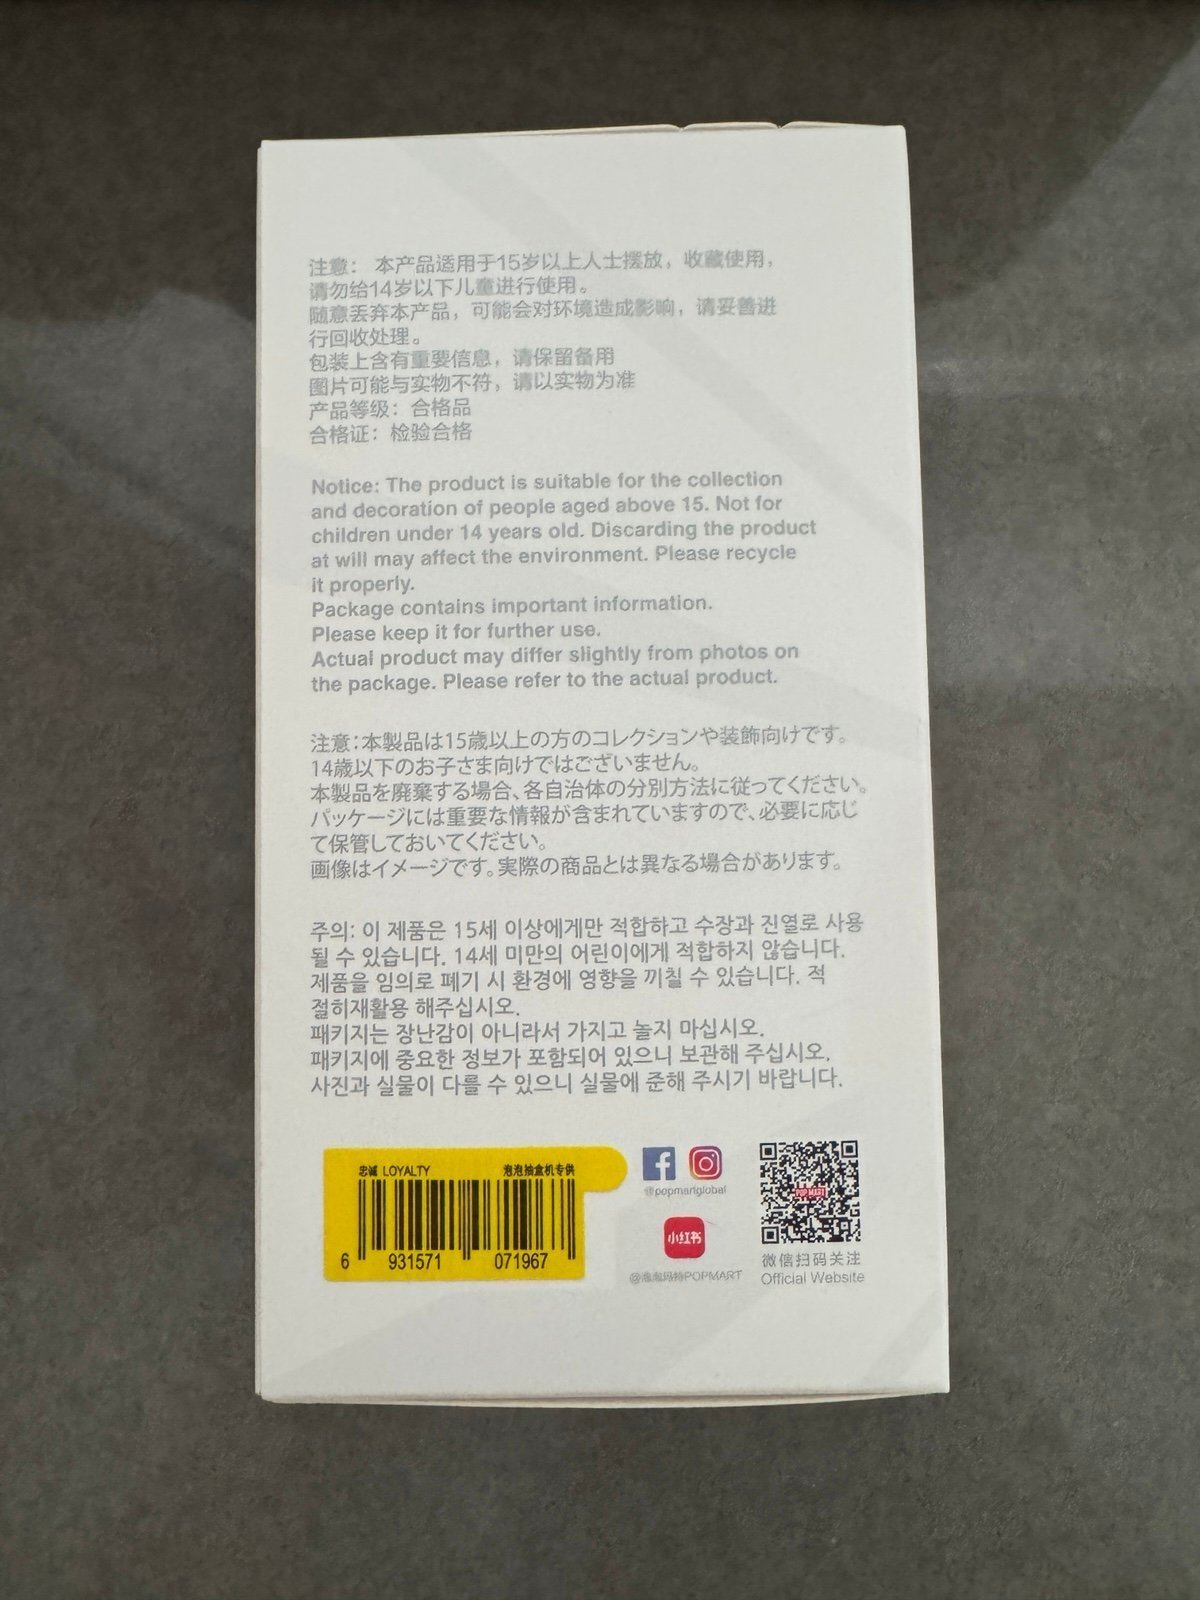 注意： 本产品适用于15岁以上人士摆放，收藏使用，
请勿给14岁以下儿童进行使用。
随意丢弃本产品，可能会对环境造成影响，请妥善进
行回收处理。
包装上含有重要信息，请保留备用
图片可能与实物不符，请以实物为准
产品等级：合格品
合格证：检验合格
Notice: The product is suitable for the collection
and decoration of people aged above 15. Not for
children under 14 years old. Discarding the product
at will may affect the environment. Please recycle
it properly.
Package contains important information.
Please keep it for further use.
Actual product may differ slightly from photos on
the package. Please refer to the actual product.
注意：本製品は15歳以上の方のコレクションや装飾向けです。
14歳以下のお子さま向けではございません。
本製品を廃棄する場合、各自治体の分別方法に従ってください。
パッケージには重要な情報が含まれていますので、必要に応じ
て保管しておいてください。
画像はイメージです。実際の商品とは異なる場合があります。
주의: 이 제품은 15세 이상에게만 적합하고 수장과 진열로 사용
될 수 있습니다. 14세 미만의 어린이에게 적합하지 않습니다.
제품을 임의로 폐기 시 환경에 영향을 끼칠 수 있습니다. 적
절히재활용 해주십시오.
패키지는 장난감이 아니라서 가지고 놀지 마십시오.
패키지에 중요한 정보가 포함되어 있으니 보관해 주십시오.
사진과 실물이 다를 수 있으니 실물에 준해 주시기 바랍니다.
忠诚 LOYALTY 泡泡抽盒机专供
6 931571 071967
@popmartglobal
小红书
@泡泡玛特POPMART
POP MART
微信扫码关注
Official Website